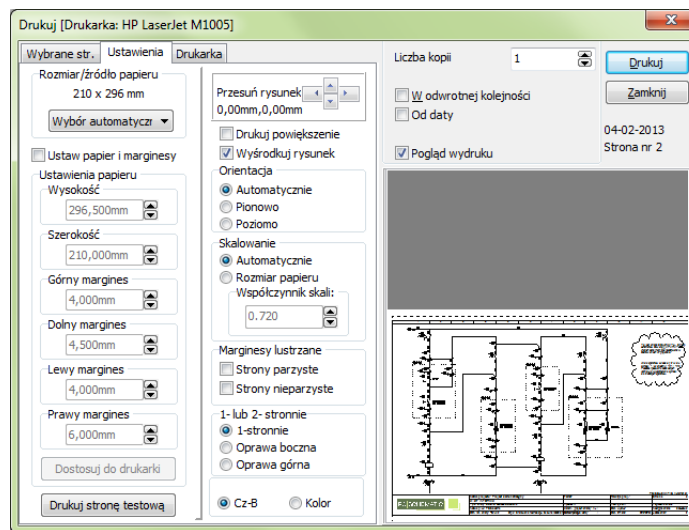 Drukuj [Drukarka: HP LaserJet M1005]
Wybrane str.
Ustawienia
Drukarka
Rozmiar/źródło papieru
210 x 296 mm
Wybór automatyczr
Ustaw papier i marginesy
Ustawienia papieru
Wysokość
296,500mm
Szerokość
210,000mm
Górny margines
4,000mm
Dolny margines
4,500mm
Lewy margines
4,000mm
Prawy margines
6,000mm
Dostosuj do drukarki
Drukuj stronę testową
Przesuń rysunek
0,00mm,0,00mm
Drukuj powiększenie
Wyśrodkuj rysunek
Orientacja
Automatycznie
Pionowo
Poziomo
Skalowanie
Automatycznie
Rozmiar papieru
Współczynnik skali:
0.720
Marginesy lustrzane
Strony parzyste
Strony nieparzyste
1- lub 2- stronnie
1-stronnie
Oprawa boczna
Oprawa górna
Cz-B
Kolor
Liczba kopii
1
W odwrotnej kolejności
Od daty
Pogląd wydruku
Drukuj
Zamknij
04-02-2013
Strona nr 2